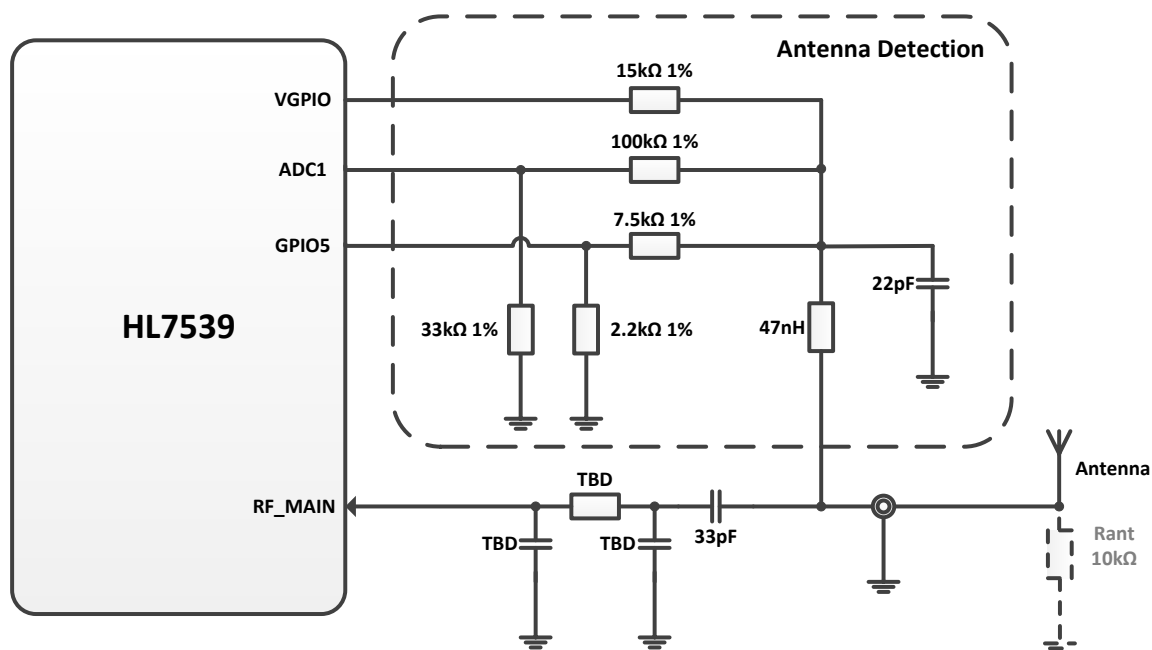 Antenna Detection
15kΩ 1%
VGPIO
100kΩ 1%
ADC1
7.5kΩ 1%
GPIO5
22pF
HL7539
33kΩ 1%
2.2kΩ 1%
47nH
Antenna
TBD
RF_MAIN
33pF
TBD
TBD
Rant
10kΩ